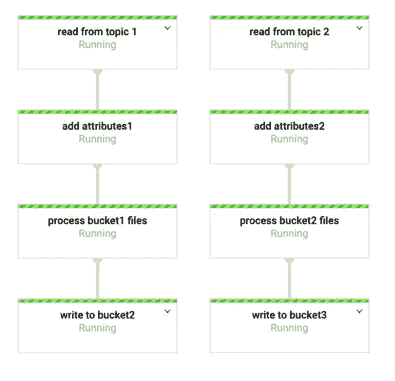 read from topic 1
Running
read from topic 2
Running
add attributes1
Running
add attributes2
Running
process bucket1 files
Running
process bucket2 files
Running
write to bucket2
Running
write to bucket3
Running